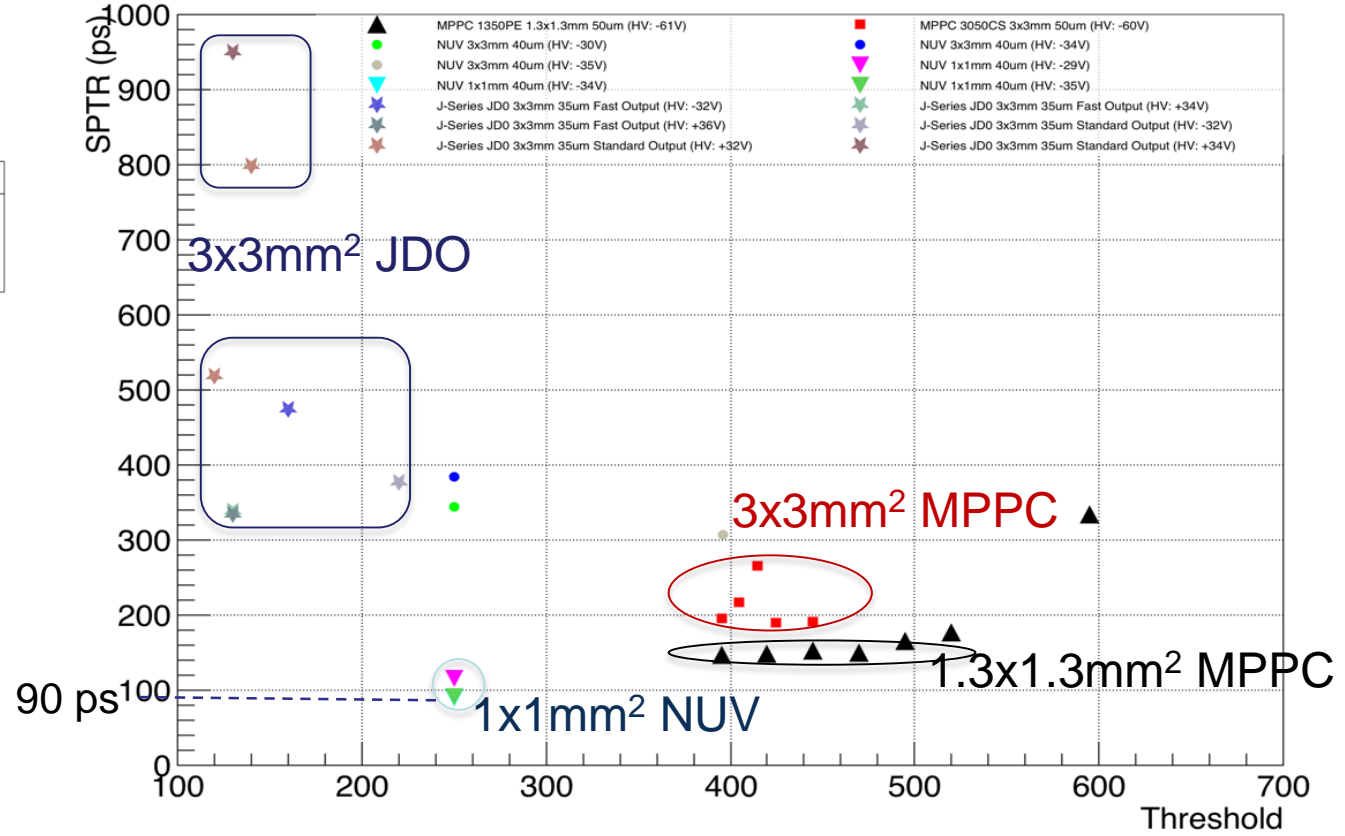 SPTR (ps)
1000
900
800
700
600
500
400
300
200
100
0
100 200 300 400 500 600 700
Threshold
MPPC 1350PE 1.3x1.3mm 50um (HV: -61V)
MPPC 3050CS 3x3mm 50um (HV: -60V)
NUV 3x3mm 40um (HV: -30V)
NUV 3x3mm 40um (HV: -34V)
NUV 3x3mm 40um (HV: -35V)
NUV 1x1mm 40um (HV: -29V)
NUV 1x1mm 40um (HV: -34V)
NUV 1x1mm 40um (HV: -35V)
J-Series JD0 3x3mm 35um Fast Output (HV: -32V)
J-Series JD0 3x3mm 35um Fast Output (HV: +34V)
J-Series JD0 3x3mm 35um Fast Output (HV: +36V)
J-Series JD0 3x3mm 35um Standard Output (HV: -32V)
J-Series JD0 3x3mm 35um Standard Output (HV: +32V)
J-Series JD0 3x3mm 35um Standard Output (HV: +34V)
3x3mm² JDO
3x3mm² MPPC
1.3x1.3mm² MPPC
90 ps
1x1mm² NUV